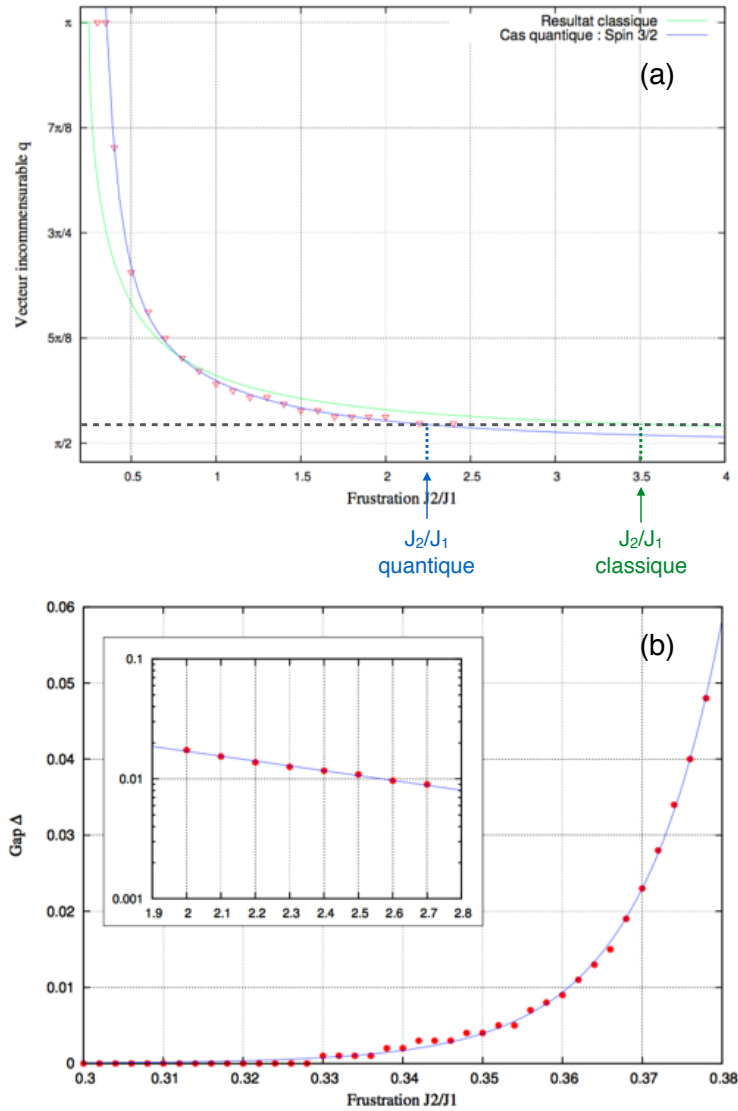 Resultat classique
Cas quantique : Spin 3/2
(a)
π
7π/8
3π/4
5π/8
π/2
Vecteur incommensurable q
0.5 1 1.5 2 2.5 3 3.5 4
Frustration J2/J1
J₂/J₁
quantique
J₂/J₁
classique
(b)
0.06
0.05
0.04
0.03
0.02
0.01
0
Gap Δ
0.1
0.01
0.001
1.9 2 2.1 2.2 2.3 2.4 2.5 2.6 2.7 2.8
0.3 0.31 0.32 0.33 0.34 0.35 0.36 0.37 0.38
Frustration J2/J1